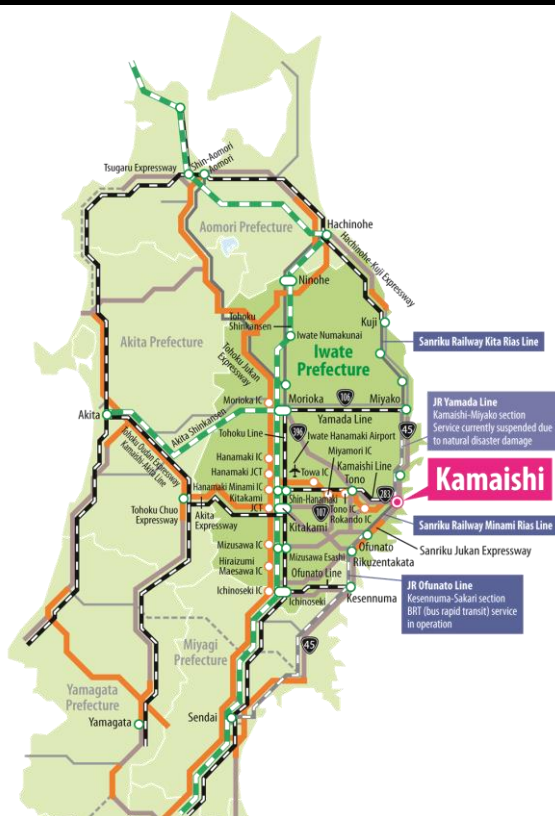 Tsugaru Expressway
Shin-Aomori
Aomori
Aomori Prefecture
Hachinohe
Hachinohe-Kuji Expressway
Ninohe
Tohoku
Shinkansen
Iwate Numakunai
Kuji
Sanriku Railway Kita Rias Line
Iwate
Prefecture
Akita Prefecture
Tohoku Jukan
Expressway
Morioka IC
Morioka
106
Miyako
JR Yamada Line
Kamaishi-Miyako section
Service currently suspended due
to natural disaster damage
Akita
Akita Shinkansen
Yamada Line
Tohoku Line
396
45
Iwate Hanamaki Airport
Tohoku Odan Expressway
Kamaishi-Akita Line
Miyamori IC
Hanamaki IC
Hanamaki JCT
Towa IC
Kamaishi Line
Hanamaki Minami IC
Tono
Kamaishi
283
Shin-Hanamaki
Kitakami
JCT
Tono IC
Rokando IC
107
Tohoku Chuo
Expressway
Akita
Expressway
Kitakami
Sanriku Railway Minami Rias Line
Mizusawa IC
Mizusawa Esashi
Ofunato
Sanriku Jukan Expressway
Rikuzentakata
Hiraizumi
Maesawa IC
Ofunato Line
Ichinoseki IC
Ichinoseki
Kesennuma
JR Ofunato Line
Kesennuma-Sakari section
BRT (bus rapid transit) service
in operation
Miyagi
Prefecture
45
Yamagata
Prefecture
Yamagata
Sendai